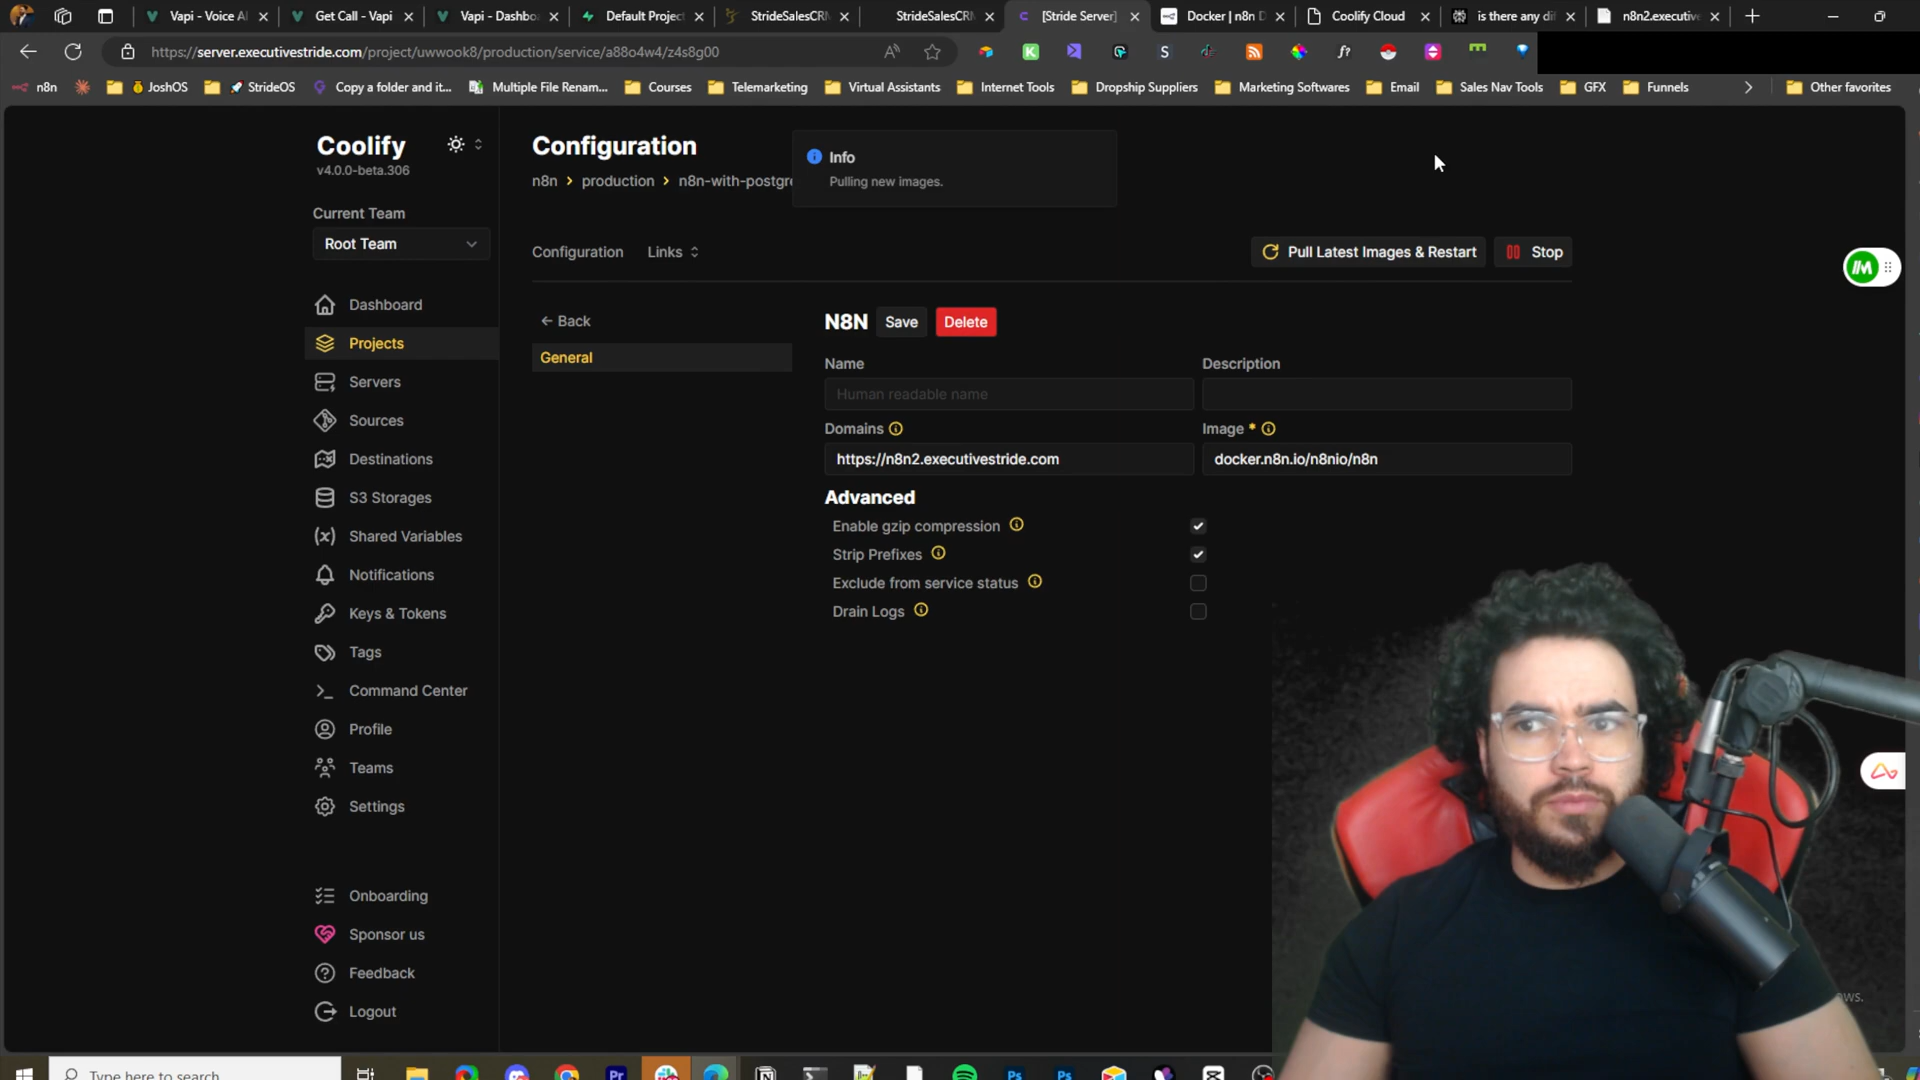 Vapi - Voice AI
Get Call - Vapi
Vapi - Dashbo
Default Project
StrideSalesCRM
StrideSalesCRM
[Stride Server]
Docker | n8n D
Coolify Cloud
is there any dif
n8n2.executive
https://server.executivestride.com/project/uwwook8/production/service/a88o4w4/z4s8g00
n8n
JoshOS
StrideOS
Copy a folder and it...
Multiple File Renam...
Courses
Telemarketing
Virtual Assistants
Internet Tools
Dropship Suppliers
Marketing Softwares
Email
Sales Nav Tools
GFX
Funnels
Other favorites
Coolify
v4.0.0-beta.306
Current Team
Root Team
Dashboard
Projects
Servers
Sources
Destinations
S3 Storages
Shared Variables
Notifications
Keys & Tokens
Tags
Command Center
Profile
Teams
Settings
Onboarding
Sponsor us
Feedback
Logout
Configuration
n8n > production > n8n-with-postgre
Info
Pulling new images.
Configuration
Links
Pull Latest Images & Restart
Stop
Back
General
N8N
Save
Delete
Name
Description
Human readable name
Domains
Image *
https://n8n2.executivestride.com
docker.n8n.io/n8nio/n8n
Advanced
Enable gzip compression
Strip Prefixes
Exclude from service status
Drain Logs
ows.
Type here to search